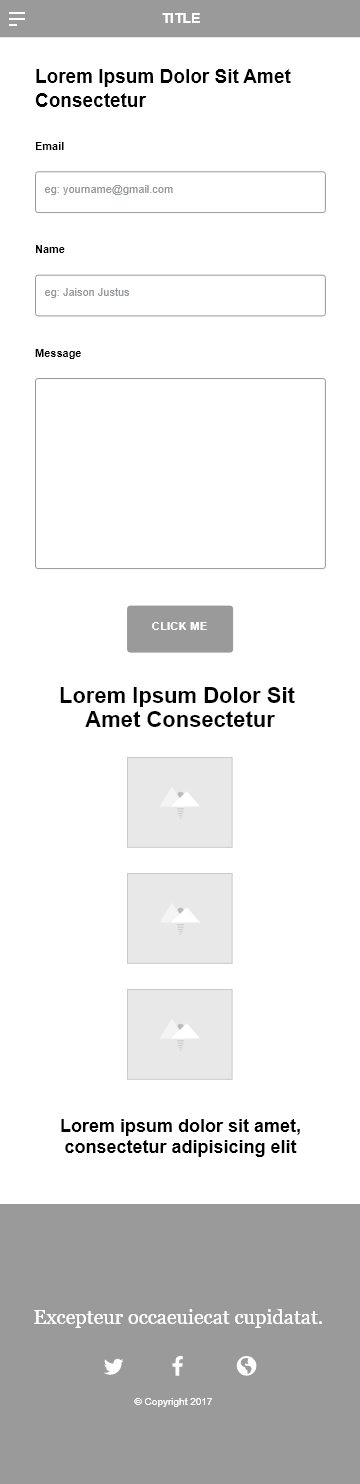 TITLE
Lorem Ipsum Dolor Sit Amet
Consectetur
Email
eg: yourname@gmail.com
Name
eg: Jaison Justus
Message
CLICK ME
Lorem Ipsum Dolor Sit
Amet Consectetur
Lorem ipsum dolor sit amet,
consectetur adipisicing elit
Excepteur occaeuiecat cupidatat.
© Copyright 2017